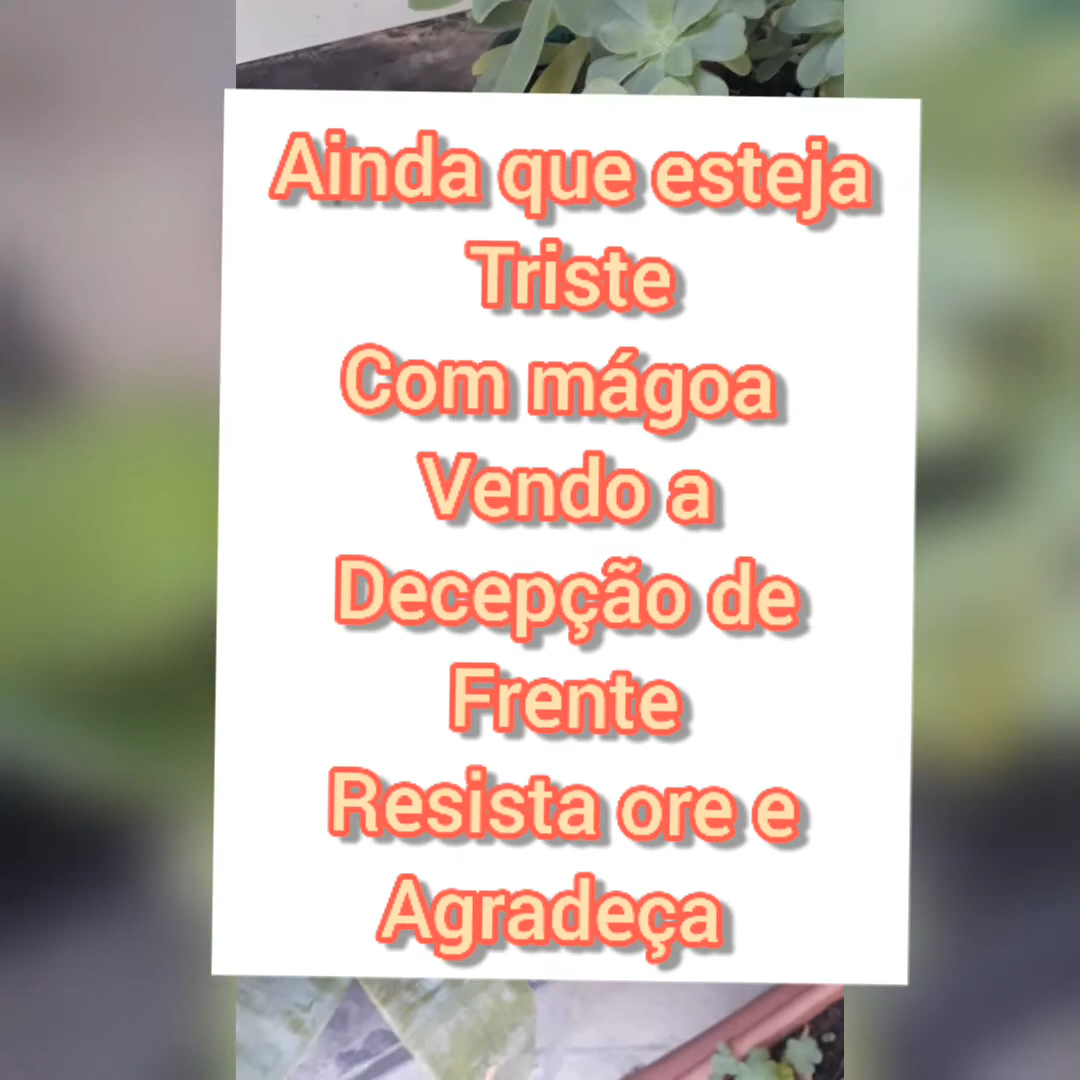 Ainda que esteja
Triste
Com mágoa
Vendo a
Decepção de
Frente
Resista ore e
Agradeça